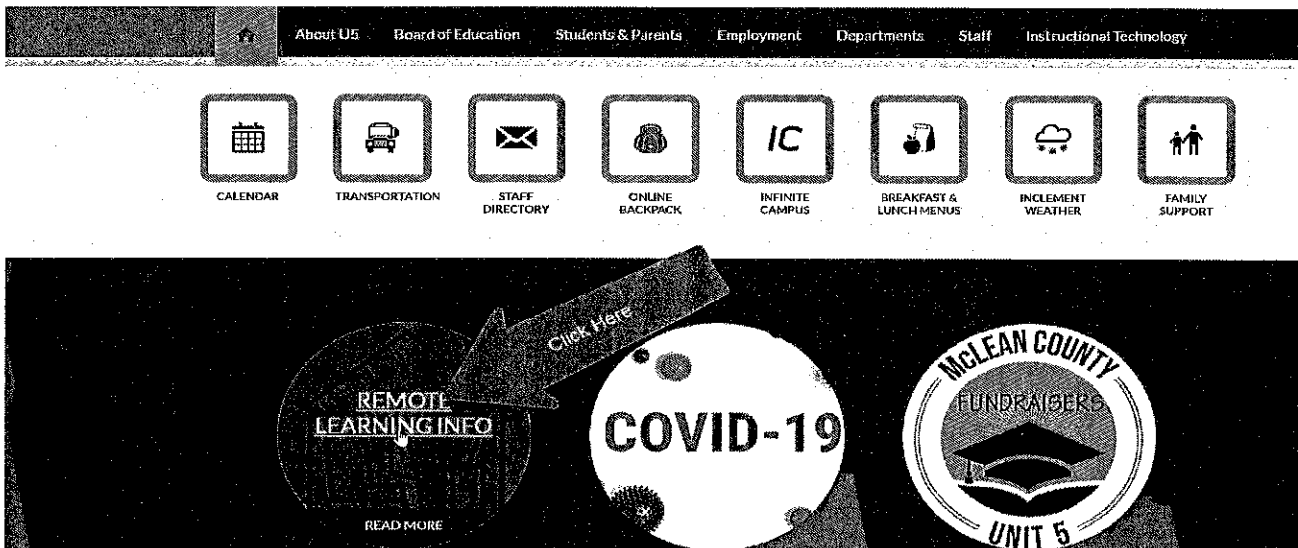 About US Board of Education Students & Parents Employment Departments Staff Instructional Technology
IC
CALENDAR
TRANSPORTATION
STAFF
DIRECTORY
ONLINE
BACKPACK
INFINITE
CAMPUS
BREAKFAST &
LUNCH MENUS
INCLEMENT
WEATHER
FAMILY
SUPPORT
Click Here
REMOTE
LEARNING INFO
READ MORE
COVID-19
McLEAN COUNTY
FUNDRAISERS
UNIT 5